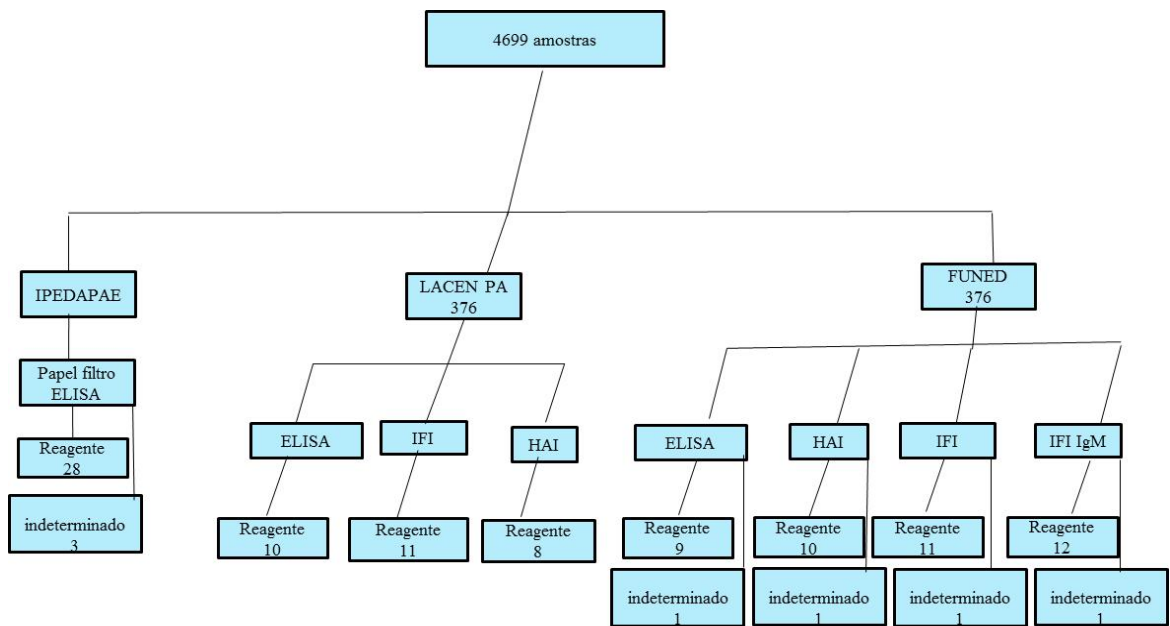 4699 amostras
IPEDAPAE
LACEN PA
376
FUNED
376
Papel filtro
ELISA
Reagente
28
indeterminado
3
ELISA
IFI
HAI
Reagente
10
Reagente
11
Reagente
8
ELISA
HAI
IFI
IFI IgM
Reagente
9
Reagente
10
Reagente
11
Reagente
12
indeterminado
1
indeterminado
1
indeterminado
1
indeterminado
1